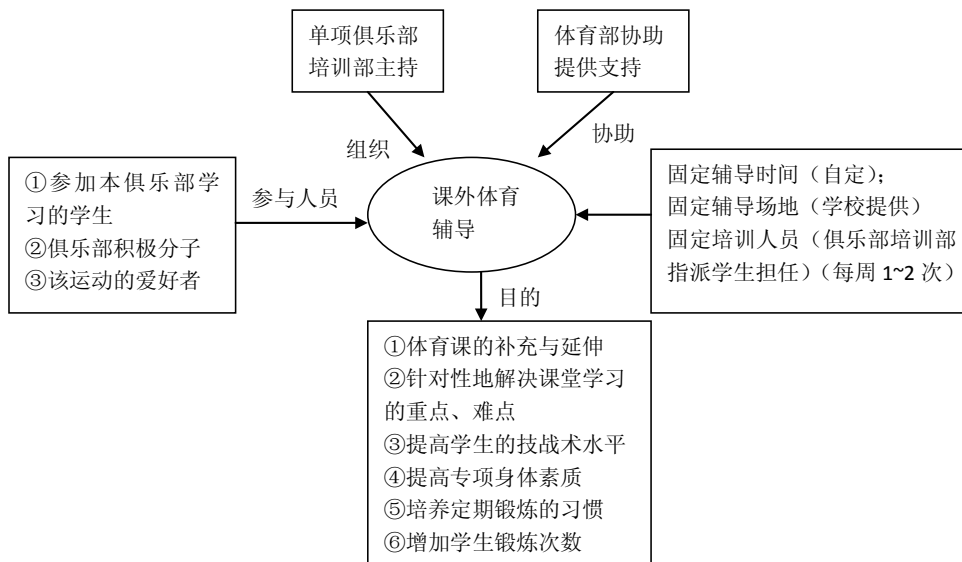 单项俱乐部
培训部主持
体育部协助
提供支持
组织
协助
①参加本俱乐部学
习的学生
②俱乐部积极分子
③该运动的爱好者
参与人员
课外体育
辅导
固定辅导时间（自定);
固定辅导场地（学校提供）
固定培训人员（俱乐部培训部
指派学生担任）（每周 1~2 次）
目的
①体育课的补充与延伸
②针对性地解决课堂学习
的重点、难点
③提高学生的技战术水平
④提高专项身体素质
⑤培养定期锻炼的习惯
⑥增加学生锻炼次数